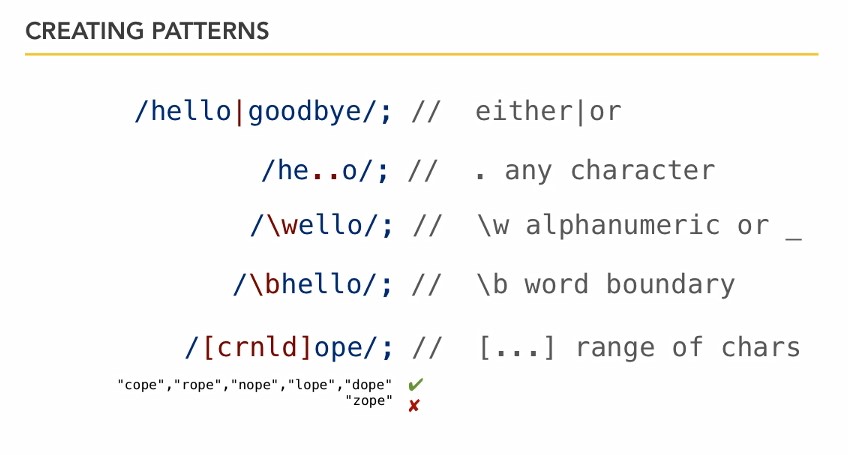 CREATING PATTERNS
/hello|goodbye/; // either|or
/he..o/; // . any character
/\wello/; // \w alphanumeric or _
/\bhello/; // \b word boundary
/[crnld]ope/; // [...] range of chars
"cope","rope","nope","lope","dope" ✔
"zope" ✘